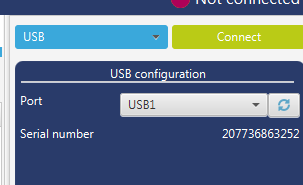 Not connected
USB
Connect
USB configuration
Port
USB1
Serial number
207736863252